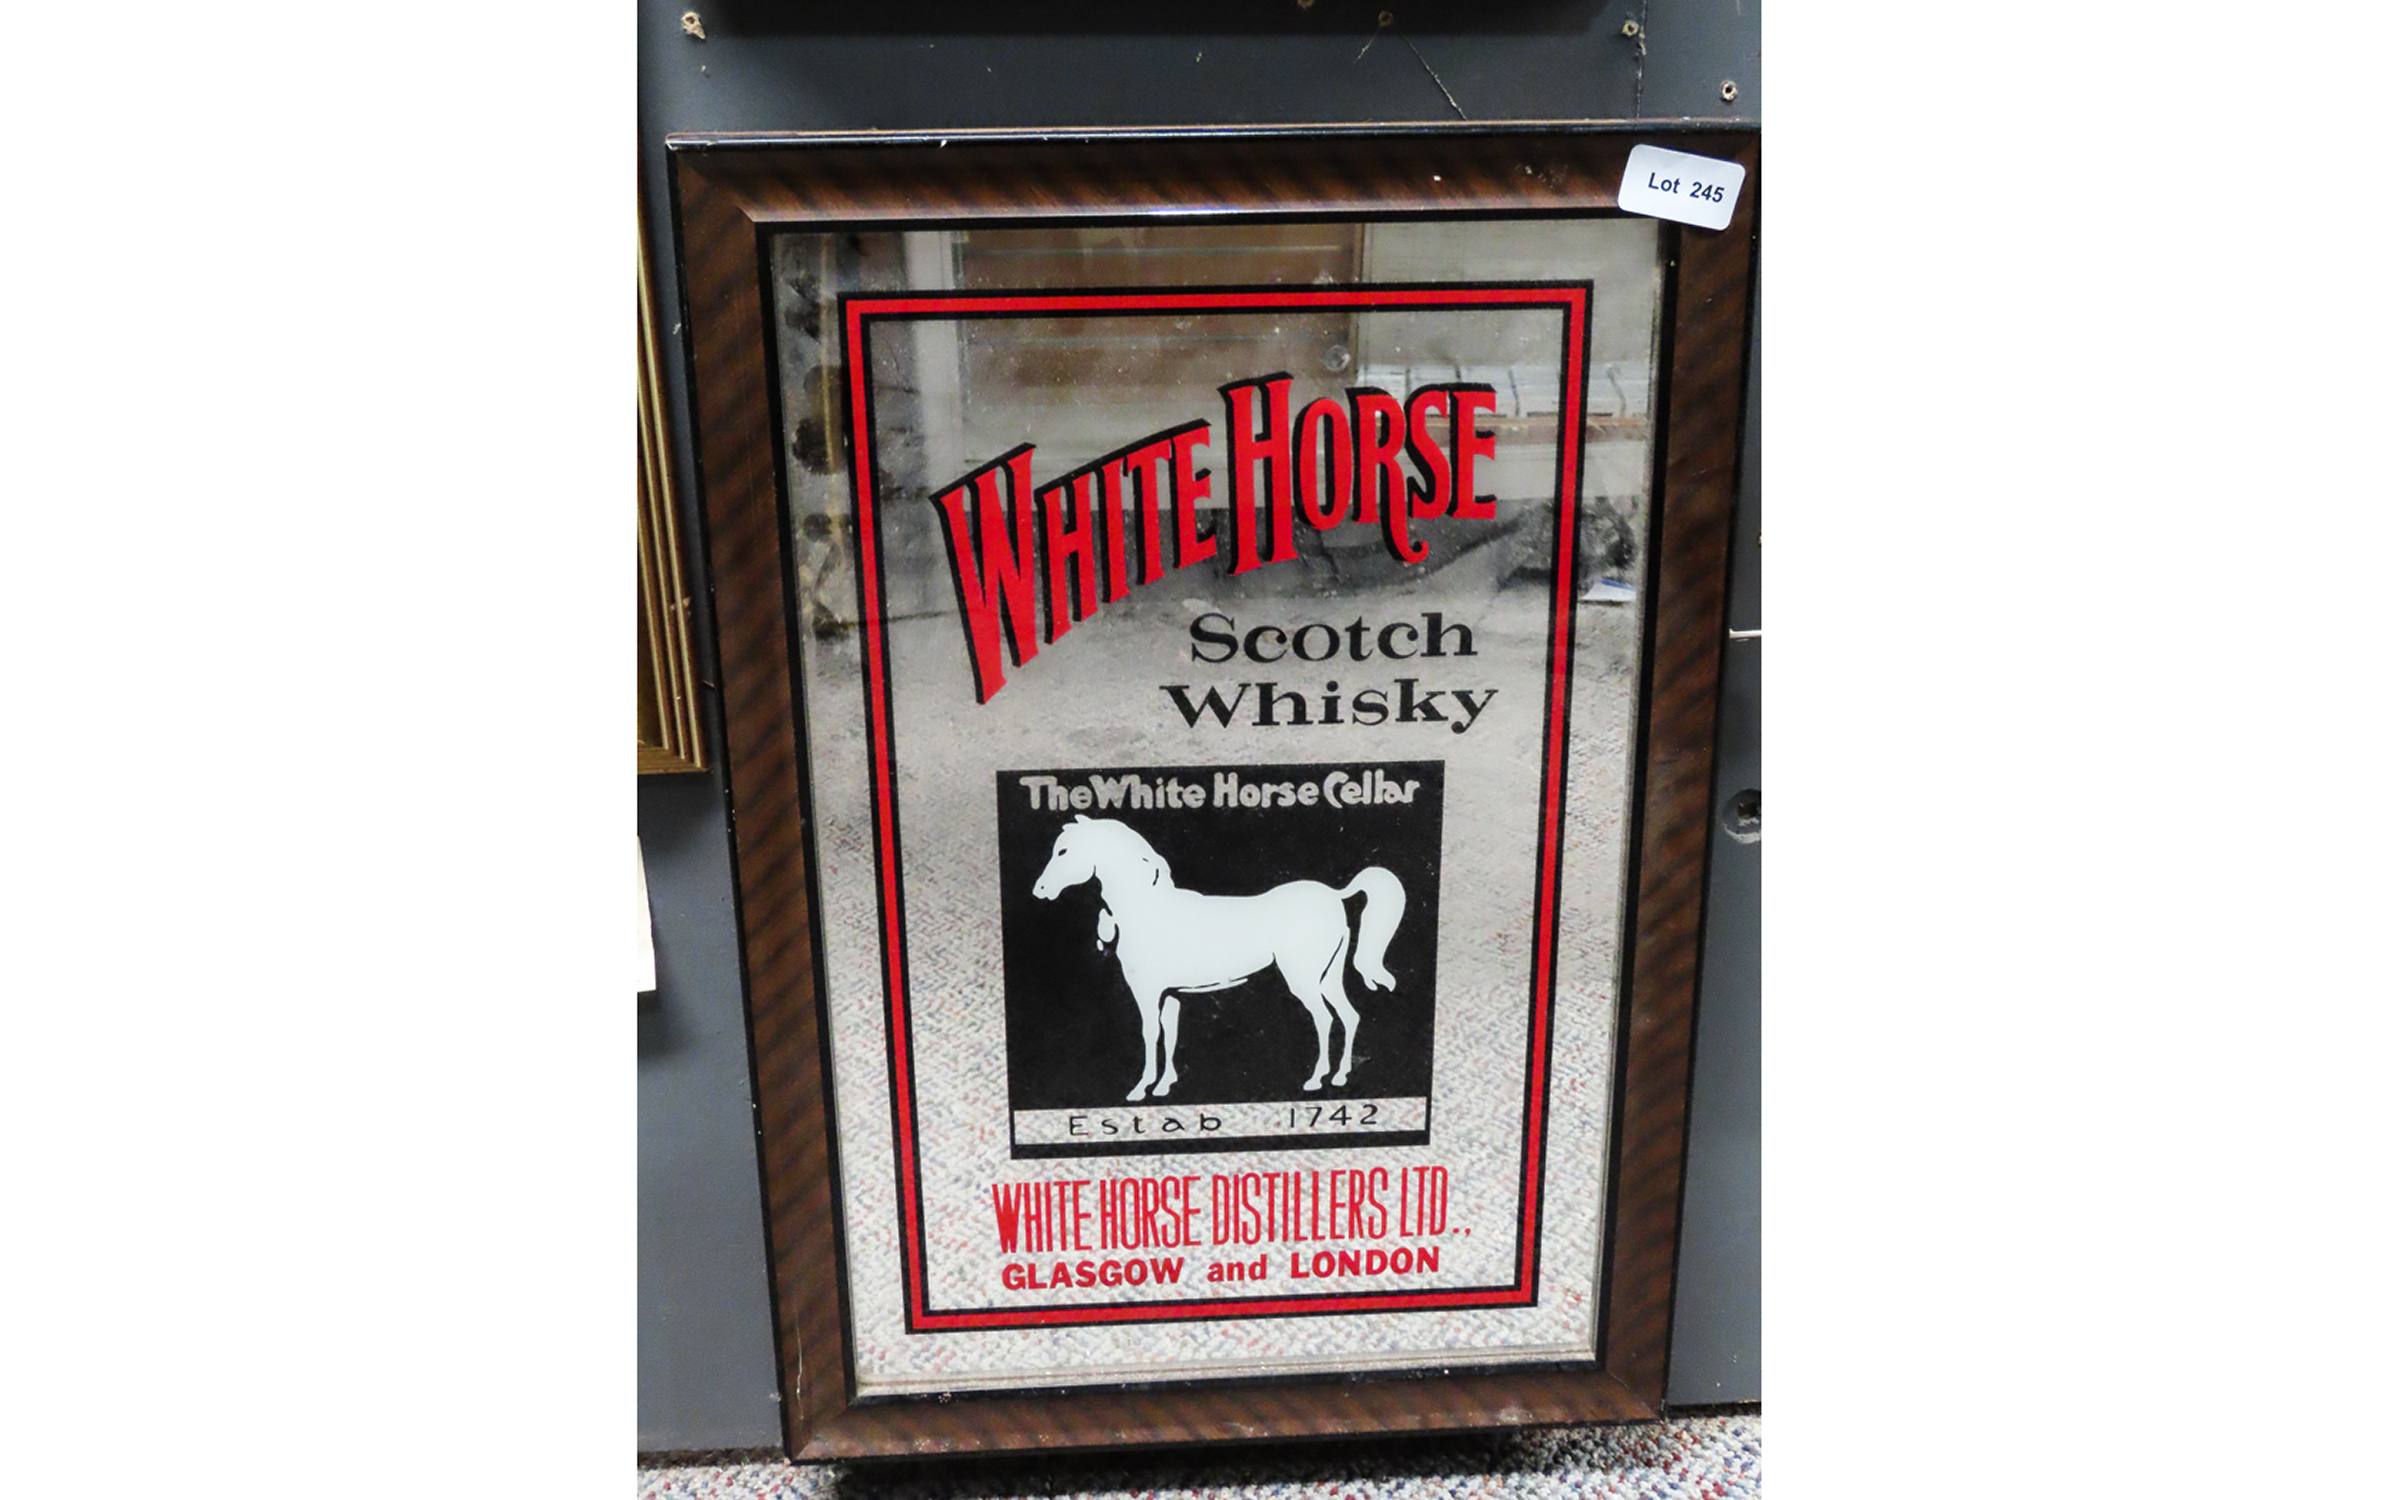 Lot 245
WHITE HORSE
Scotch
Whisky
The White Horse Cellar
Estab 1742
WHITE HORSE DISTILLERS LTD.,
GLASGOW and LONDON